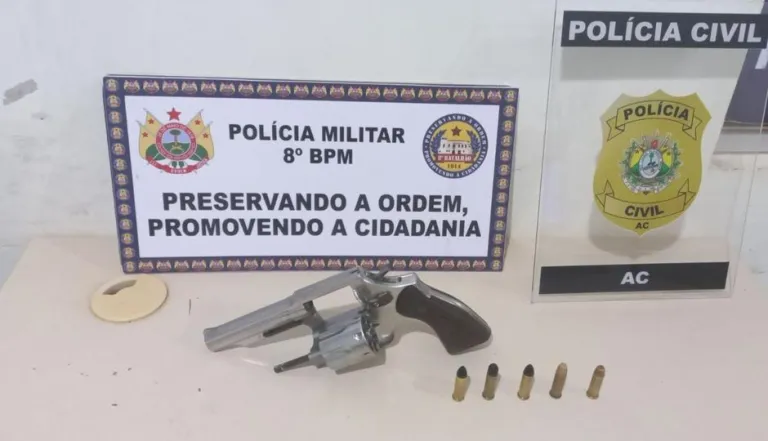 POLÍCIA MILITAR
8º BPM
PRESERVANDO A ORDEM,
PROMOVENDO A CIDADANIA
POLÍCIA CIVIL
POLÍCIA
CIVIL
AC
AC